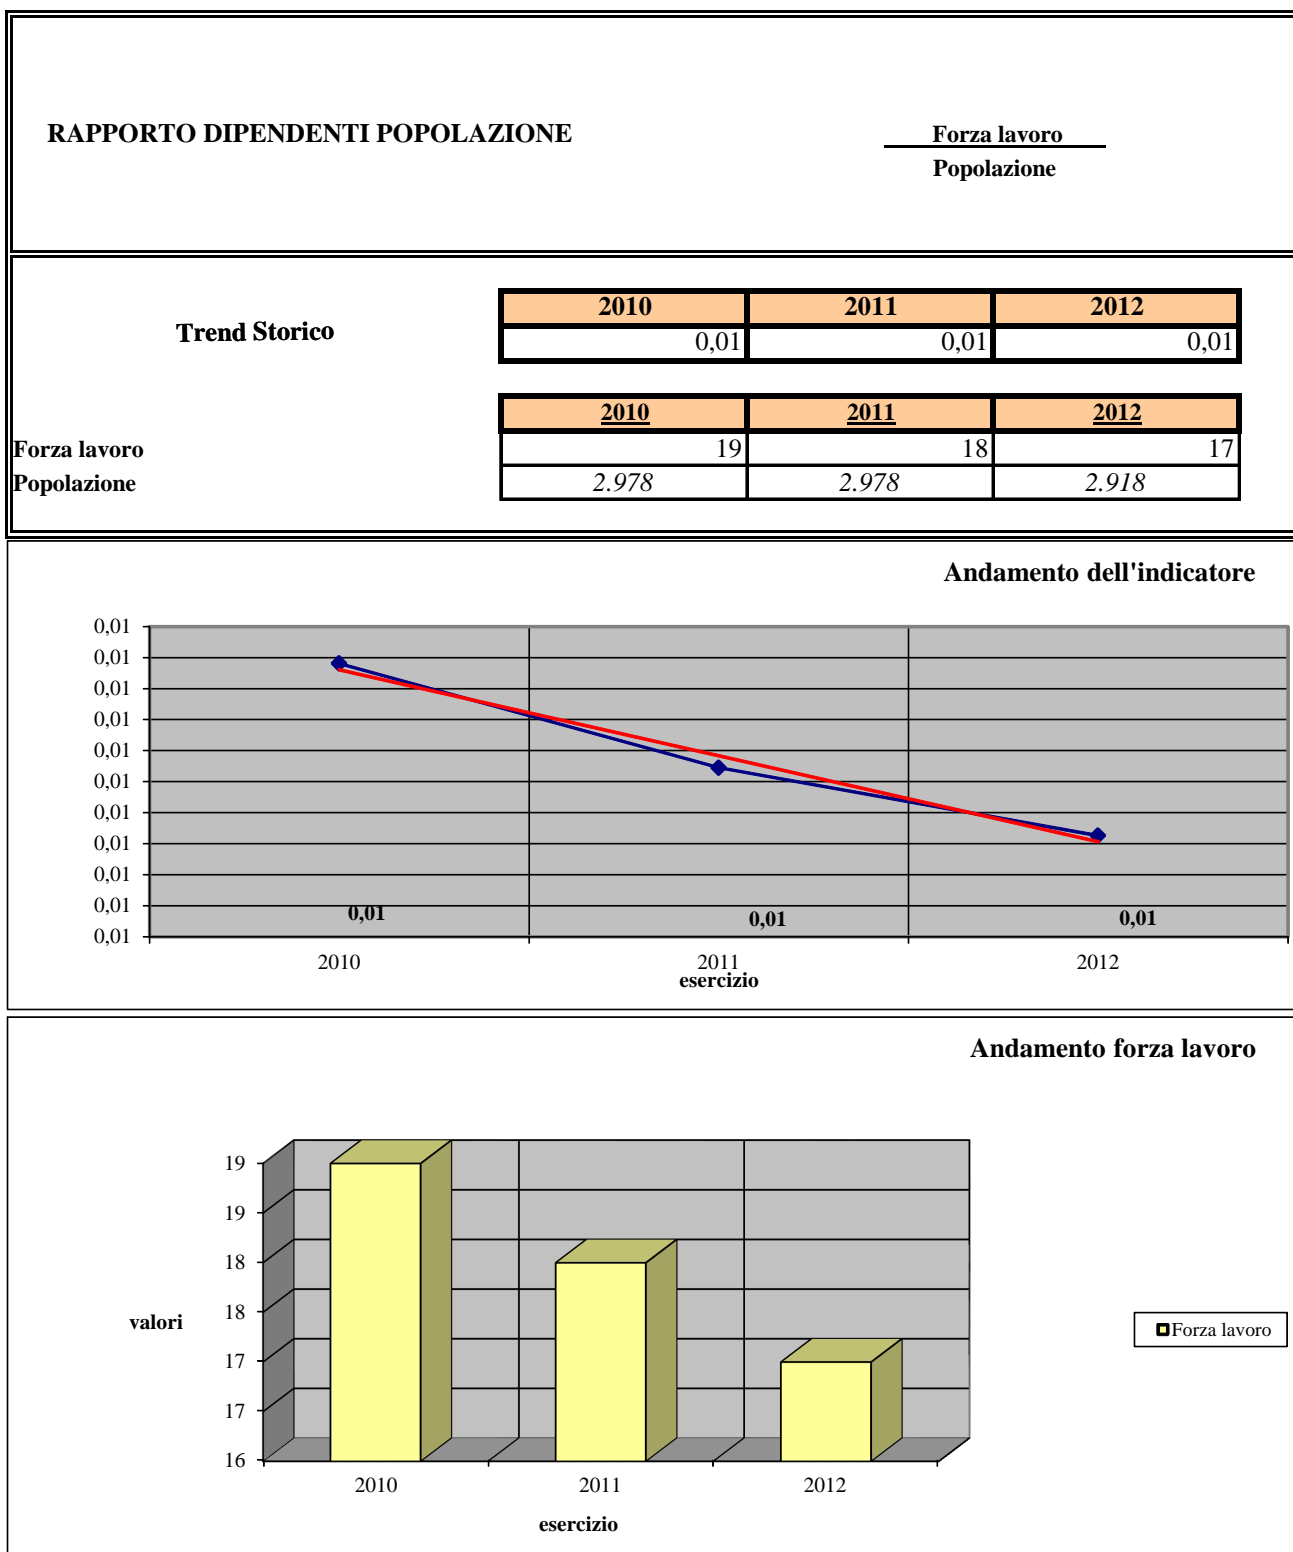 RAPPORTO DIPENDENTI POPOLAZIONE
Forza lavoro
Popolazione
Trend Storico
2010 2011 2012
0,01 0,01 0,01
2010 2011 2012
Forza lavoro 19 18 17
Popolazione 2.978 2.978 2.918
Andamento dell'indicatore
0,01
0,01
0,01
0,01
0,01
0,01
0,01
0,01
0,01
0,01
0,01
0,01 0,01 0,01
2010 2011 2012
esercizio
Andamento forza lavoro
19
19
18
18
17
17
16
valori
Forza lavoro
2010 2011 2012
esercizio